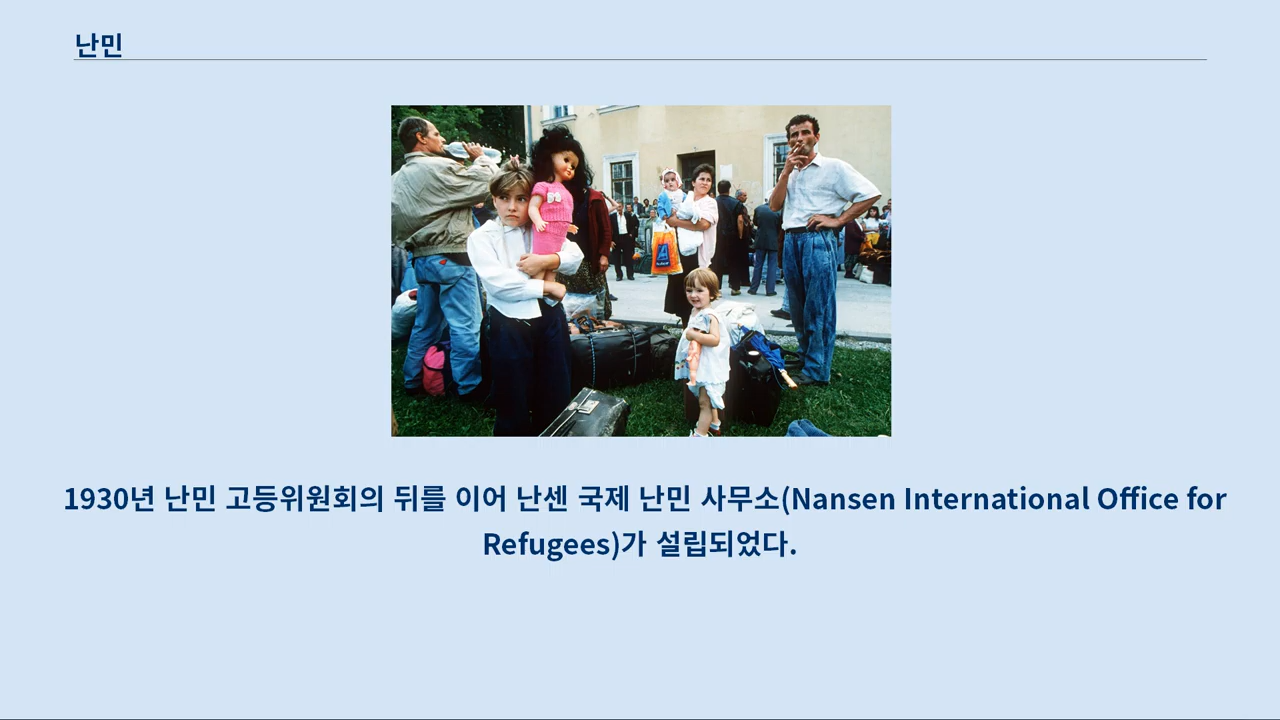 난민
1930년 난민 고등위원회의 뒤를 이어 난센 국제 난민 사무소(Nansen International Office for
Refugees)가 설립되었다.